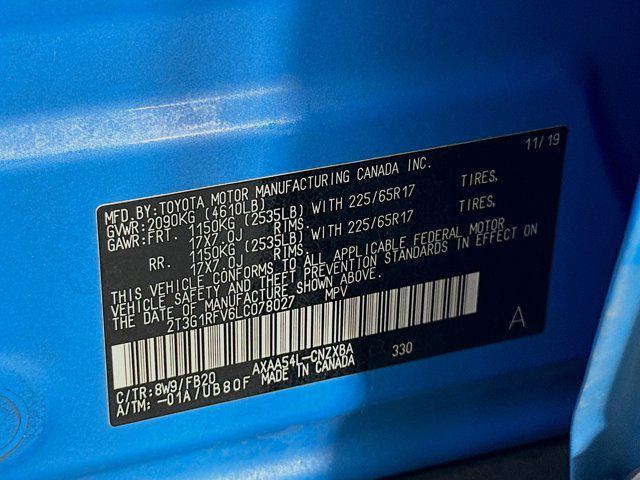 11/19
MFD.BY:TOYOTA MOTOR MANUFACTURING CANADA INC.
GVWR:2090KG (4610LB)
GAWR:FRT. 1150KG (2535LB) WITH 225/65R17 TIRES,
17X7.0J RIMS.
RR. 1150KG (2535LB) WITH 225/65R17 TIRES,
17X7.0J RIMS.
THIS VEHICLE CONFORMS TO ALL APPLICABLE FEDERAL MOTOR
VEHICLE SAFETY AND THEFT PREVENTION STANDARDS IN EFFECT ON
THE DATE OF MANUFACTURE SHOWN ABOVE.
2T3G1RFV6LC078027 MPV
A
C/TR:8W9/FB20 AXAA54L-CNZXBA 330
A/TM:-01A/UB80F MADE IN CANADA